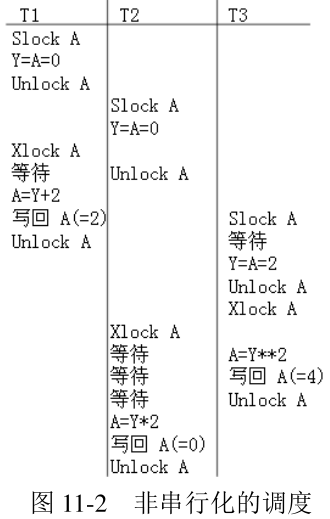 T1 T2 T3
Slock A
Y=A=0
Unlock A
Slock A
Y=A=0
Xlock A
等待 Unlock A
A=Y+2
写回 A(=2) Slock A
Unlock A 等待
Y=A=2
Unlock A
Xlock A
Xlock A
等待 A=Y**2
等待 写回 A(=4)
等待 Unlock A
A=Y*2
写回 A(=0)
Unlock A
图 11-2 非串行化的调度